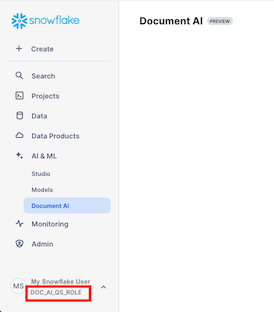 snowflake
Create
Search
Projects
Data
Data Products
AI & ML
Studio
Models
Document AI
Monitoring
Admin
MS
My Snowflake User
DOC_AI_QS_ROLE
Document AI
PREVIEW